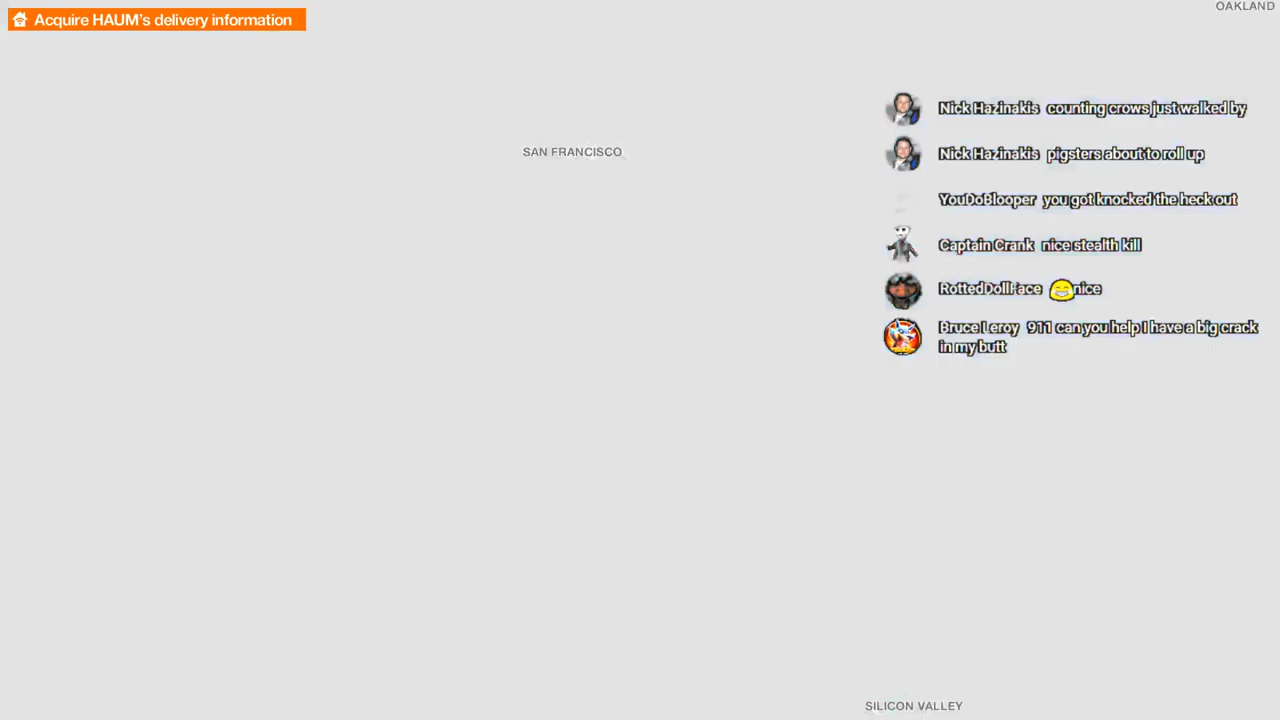 Acquire HAUM's delivery information
OAKLAND
Nick Hazinakis counting crows just walked by
SAN FRANCISCO
Nick Hazinakis pigsters about to roll up
YouDoBlooper you got knocked the heck out
Captain Crank nice stealth kill
RottedDollFace 😂nice
Bruce Leroy 911 can you help I have a big crack
in my butt
SILICON VALLEY